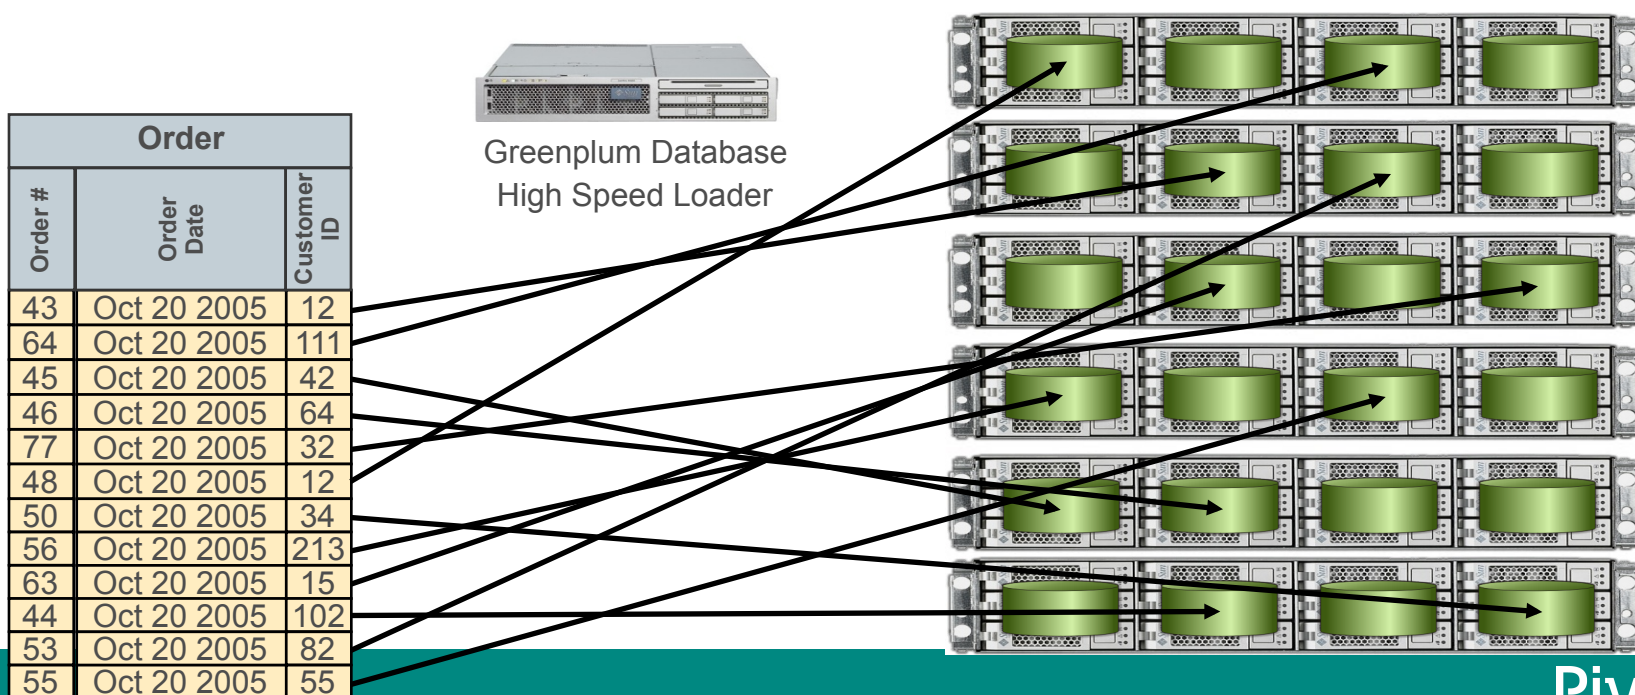 Greenplum Database
High Speed Loader
Order
Order # Order Date Customer ID
43 Oct 20 2005 12
64 Oct 20 2005 111
45 Oct 20 2005 42
46 Oct 20 2005 64
77 Oct 20 2005 32
48 Oct 20 2005 12
50 Oct 20 2005 34
56 Oct 20 2005 213
63 Oct 20 2005 15
44 Oct 20 2005 102
53 Oct 20 2005 82
55 Oct 20 2005 55